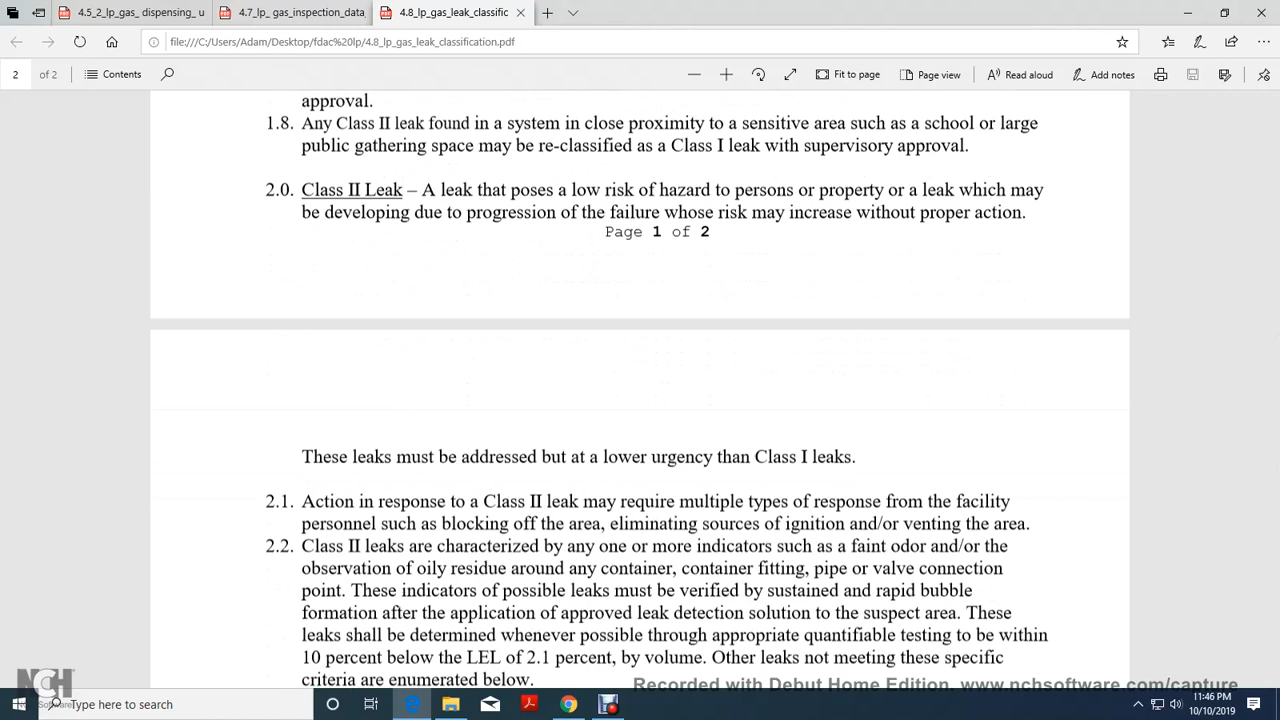 4.5_2_lp_gas_ dispensing_ u
4.7_lp_ gas_inspection_data
4.8_lp_gas_leak_classific
file:///C:/Users/Adam/Desktop/fdac%20lp/4.8_lp_gas_leak_classification.pdf
2 of 2 Contents Fit to page Page view Read aloud Add notes
approval.
1.8. Any Class II leak found in a system in close proximity to a sensitive area such as a school or large
public gathering space may be re-classified as a Class I leak with supervisory approval.
2.0. Class II Leak – A leak that poses a low risk of hazard to persons or property or a leak which may
be developing due to progression of the failure whose risk may increase without proper action.
Page 1 of 2
These leaks must be addressed but at a lower urgency than Class I leaks.
2.1. Action in response to a Class II leak may require multiple types of response from the facility
personnel such as blocking off the area, eliminating sources of ignition and/or venting the area.
2.2. Class II leaks are characterized by any one or more indicators such as a faint odor and/or the
observation of oily residue around any container, container fitting, pipe or valve connection
point. These indicators of possible leaks must be verified by sustained and rapid bubble
formation after the application of approved leak detection solution to the suspect area. These
leaks shall be determined whenever possible through appropriate quantifiable testing to be within
10 percent below the LEL of 2.1 percent, by volume. Other leaks not meeting these specific
criteria are enumerated below.
NCH
Software
Recorded with Debut Home Edition. www.nchsoftware.com/capture
Type here to search
11:46 PM
10/10/2019